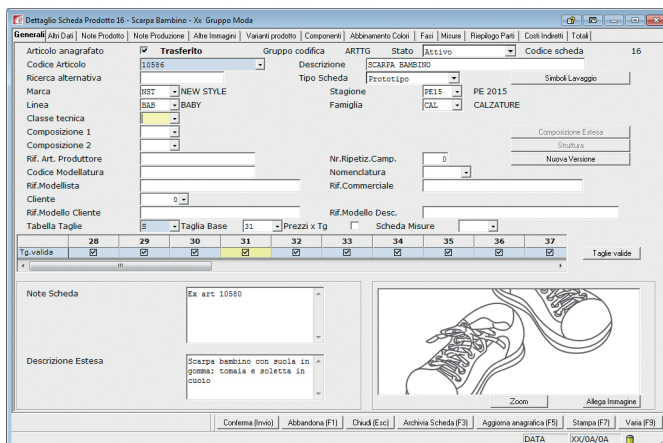 Dettaglio Scheda Prodotto 16 - Scarpa Bambino - Xx Gruppo Moda
Generali Altri Dati Note Prodotto Note Produzione Altre Immagini Varianti prodotto Componenti Abbinamento Colori Fasi Misure Riepilogo Parti Costi Indiretti Totali
Articolo anagrafato Trasferito Gruppo codifica ARTTG Stato Attivo Codice scheda 16
Codice Articolo 10586 Descrizione SCARPA BAMBINO
Ricerca alternativa Tipo Scheda Prototipo Simboli Lavaggio
Marca NST NEW STYLE Stagione PE15 PE 2015
Linea BAB BABY Famiglia CAL CALZATURE
Classe tecnica
Composizione 1 Composizione Estesa
Composizione 2 Struttura
Rif. Art. Produttore Nr.Ripetiz.Camp. 0 Nuova Versione
Codice Modellatura Nomenclatura
Rif.Modellista Rif.Commerciale
Cliente 0
Rif.Modello Cliente Rif.Modello Desc.
Tabella Taglie S Taglia Base 31 Prezzi x Tg Scheda Misure
28 29 30 31 32 33 34 35 36 37
Tg.valida Taglie valide
Note Scheda Ex art 10580
Descrizione Estesa Scarpa bambino con suola in
gomma; tomaia e soletta in
cuoio
Zoom Allega Immagine
Conferma (Invio) Abbandona (F1) Chiudi (Esc) Archivia Scheda (F3) Aggiorna anagrafica (F5) Stampa (F7) Varia (F9)
DATA XX/0A/0A